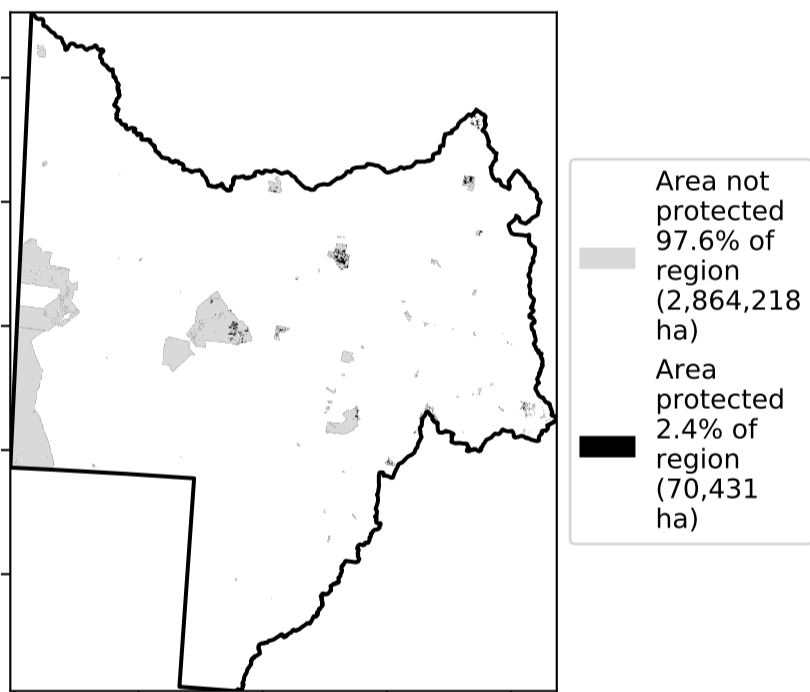 Area not
protected
97.6% of
region
(2,864,218
ha)
Area
protected
2.4% of
region
(70,431
ha)